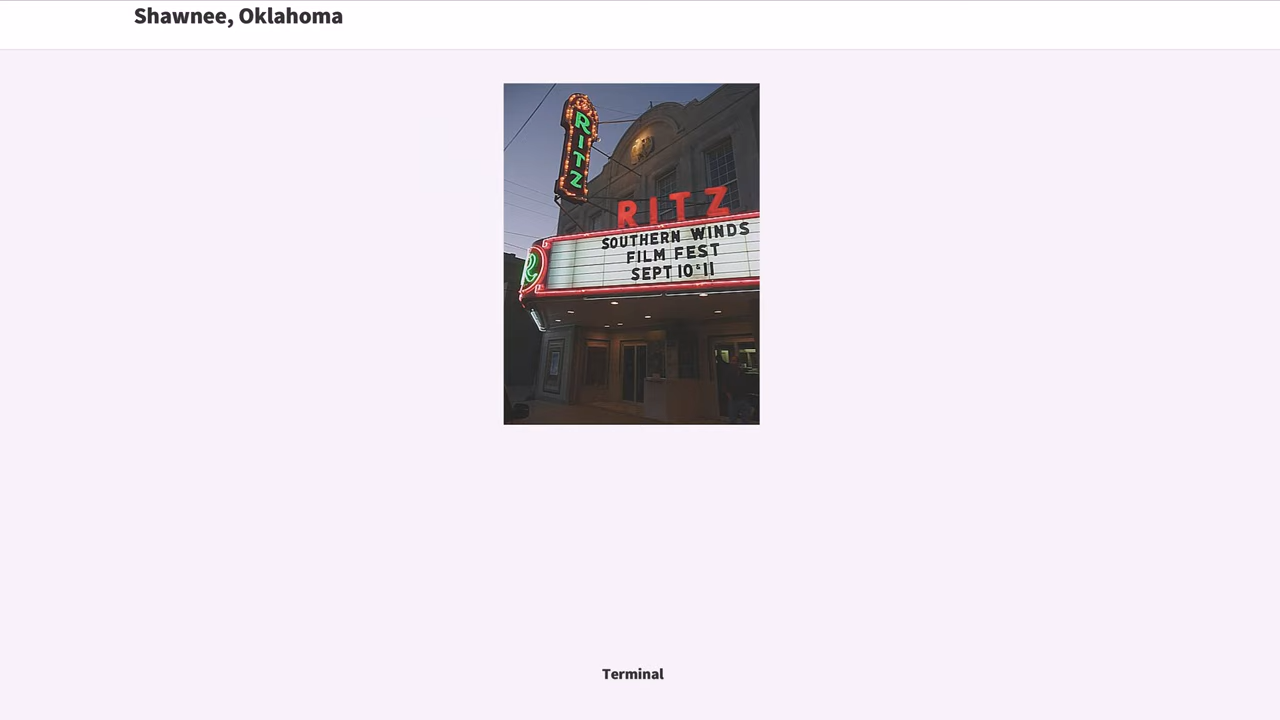 Shawnee, Oklahoma
RITZ
RITZ
SOUTHERN WINDS
FILM FEST
SEPT 10 & 11
R
Terminal